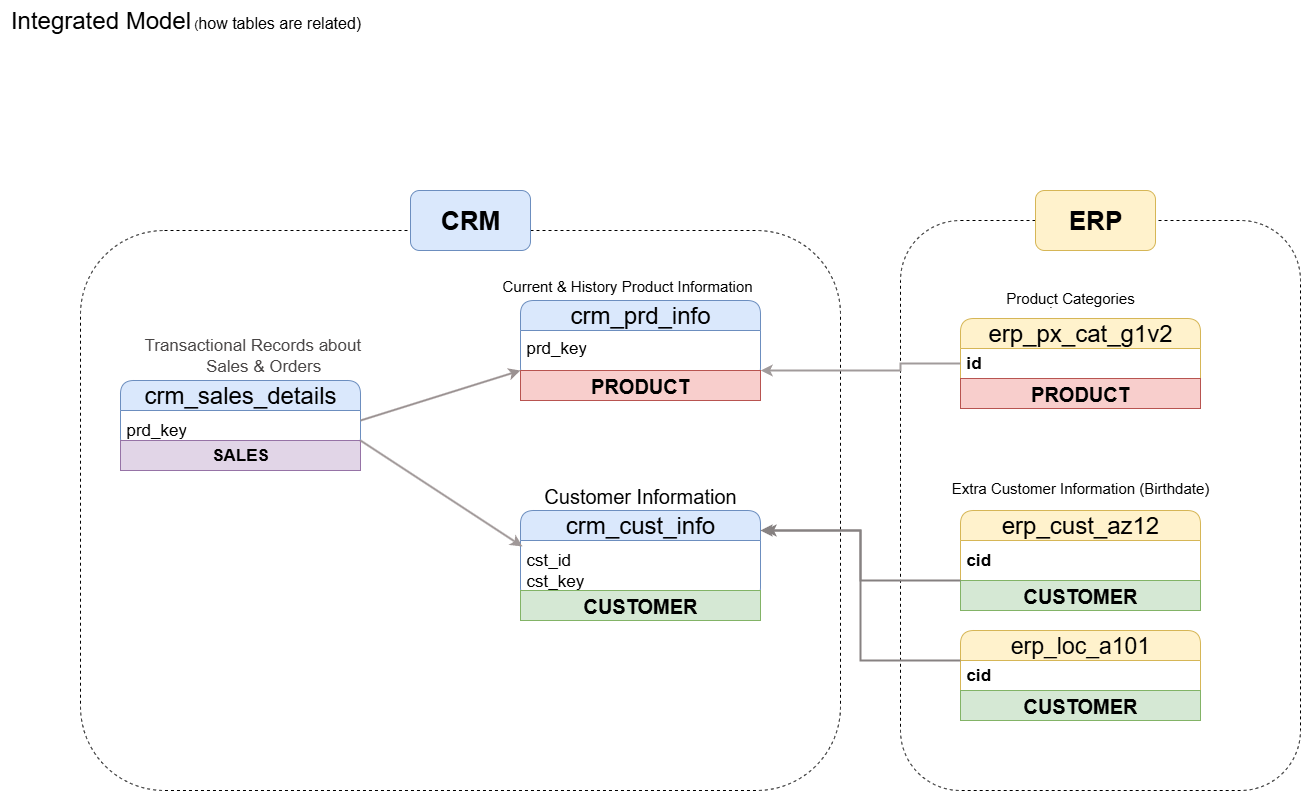 Integrated Model (how tables are related)
CRM
Transactional Records about
Sales & Orders
crm_sales_details
prd_key
SALES
Current & History Product Information
crm_prd_info
prd_key
PRODUCT
Customer Information
crm_cust_info
cst_id
cst_key
CUSTOMER
ERP
Product Categories
erp_px_cat_g1v2
id
PRODUCT
Extra Customer Information (Birthdate)
erp_cust_az12
cid
CUSTOMER
erp_loc_a101
cid
CUSTOMER